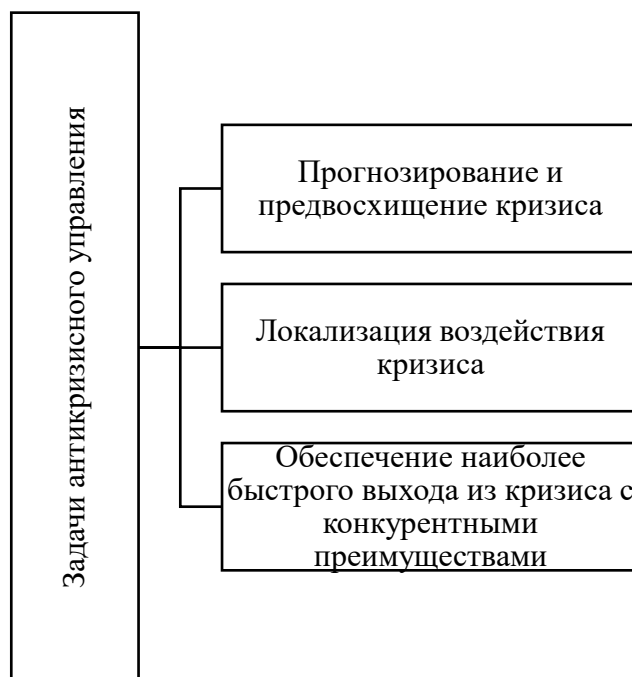 Задачи антикризисного управления
Прогнозирование и
предвосхищение кризиса
Локализация воздействия
кризиса
Обеспечение наиболее
быстрого выхода из кризиса с
конкурентными
преимуществами